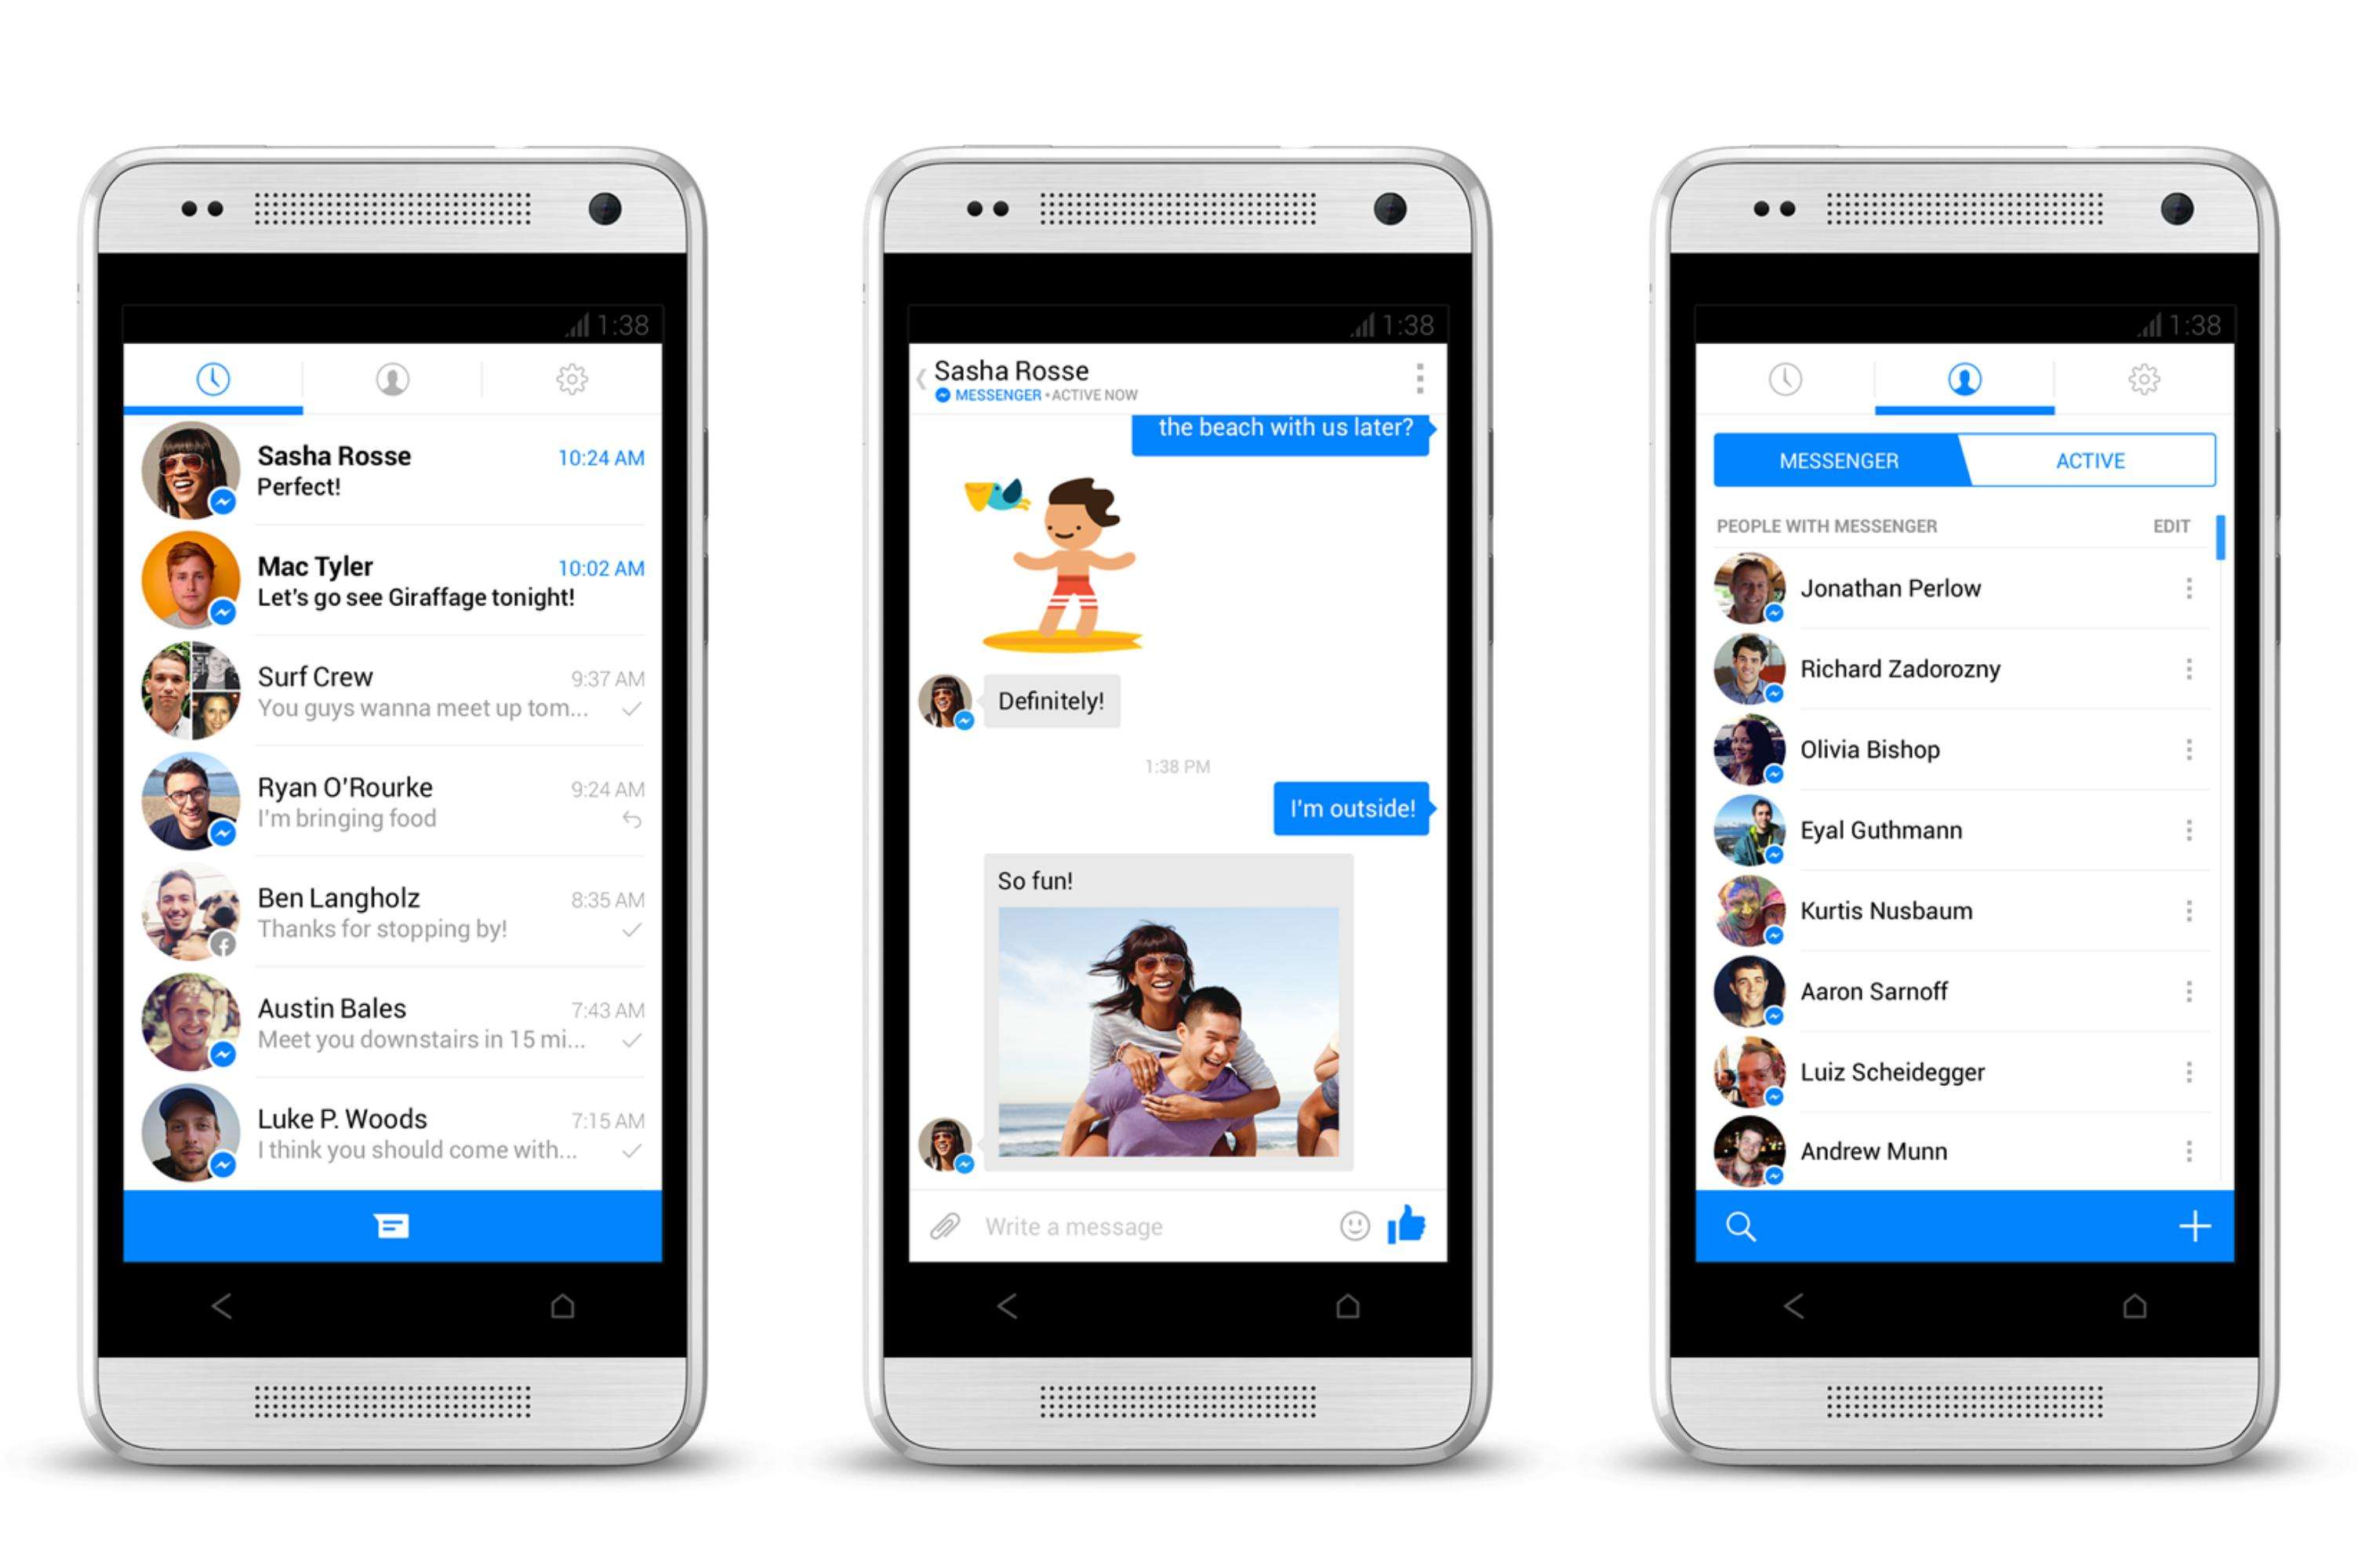 1:38
Sasha Rosse 10:24 AM
Perfect!
Mac Tyler 10:02 AM
Let's go see Giraffage tonight!
Surf Crew 9:37 AM
You guys wanna meet up tom...
Ryan O'Rourke 9:24 AM
I'm bringing food
Ben Langholz 8:35 AM
Thanks for stopping by!
Austin Bales 7:43 AM
Meet you downstairs in 15 mi...
Luke P. Woods 7:15 AM
I think you should come with...
1:38
Sasha Rosse
MESSENGER • ACTIVE NOW
the beach with us later?
Definitely!
1:38 PM
I'm outside!
So fun!
Write a message
1:38
MESSENGER ACTIVE
PEOPLE WITH MESSENGER EDIT
Jonathan Perlow
Richard Zadorozny
Olivia Bishop
Eyal Guthmann
Kurtis Nusbaum
Aaron Sarnoff
Luiz Scheidegger
Andrew Munn